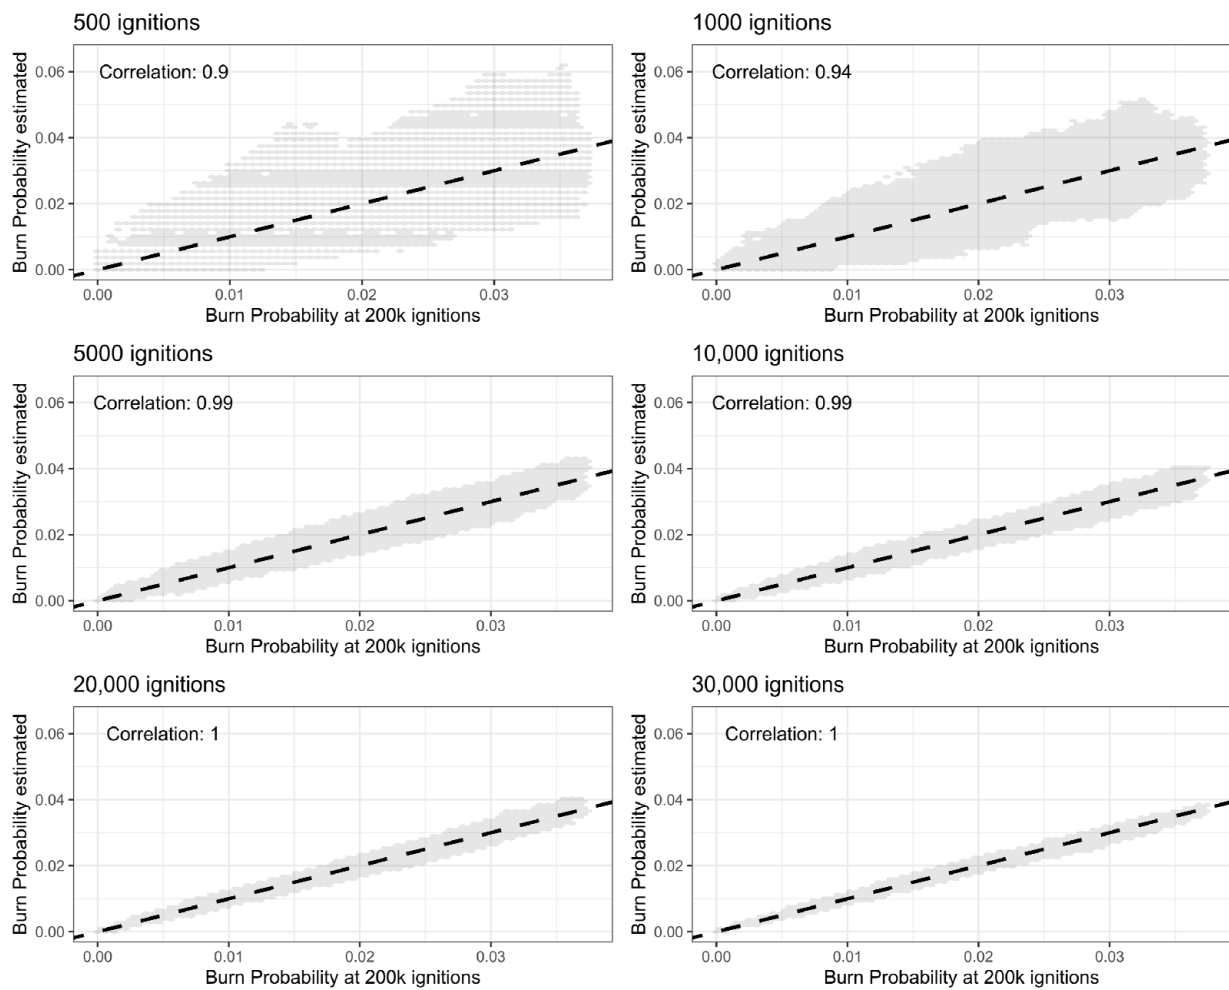 500 ignitions
Correlation: 0.9
Burn Probability estimated
0.06
0.04
0.02
0.00
0.00 0.01 0.02 0.03
Burn Probability at 200k ignitions
1000 ignitions
Correlation: 0.94
Burn Probability estimated
0.06
0.04
0.02
0.00
0.00 0.01 0.02 0.03
Burn Probability at 200k ignitions
5000 ignitions
Correlation: 0.99
Burn Probability estimated
0.06
0.04
0.02
0.00
0.00 0.01 0.02 0.03
Burn Probability at 200k ignitions
10,000 ignitions
Correlation: 0.99
Burn Probability estimated
0.06
0.04
0.02
0.00
0.00 0.01 0.02 0.03
Burn Probability at 200k ignitions
20,000 ignitions
Correlation: 1
Burn Probability estimated
0.06
0.04
0.02
0.00
0.00 0.01 0.02 0.03
Burn Probability at 200k ignitions
30,000 ignitions
Correlation: 1
Burn Probability estimated
0.06
0.04
0.02
0.00
0.00 0.01 0.02 0.03
Burn Probability at 200k ignitions